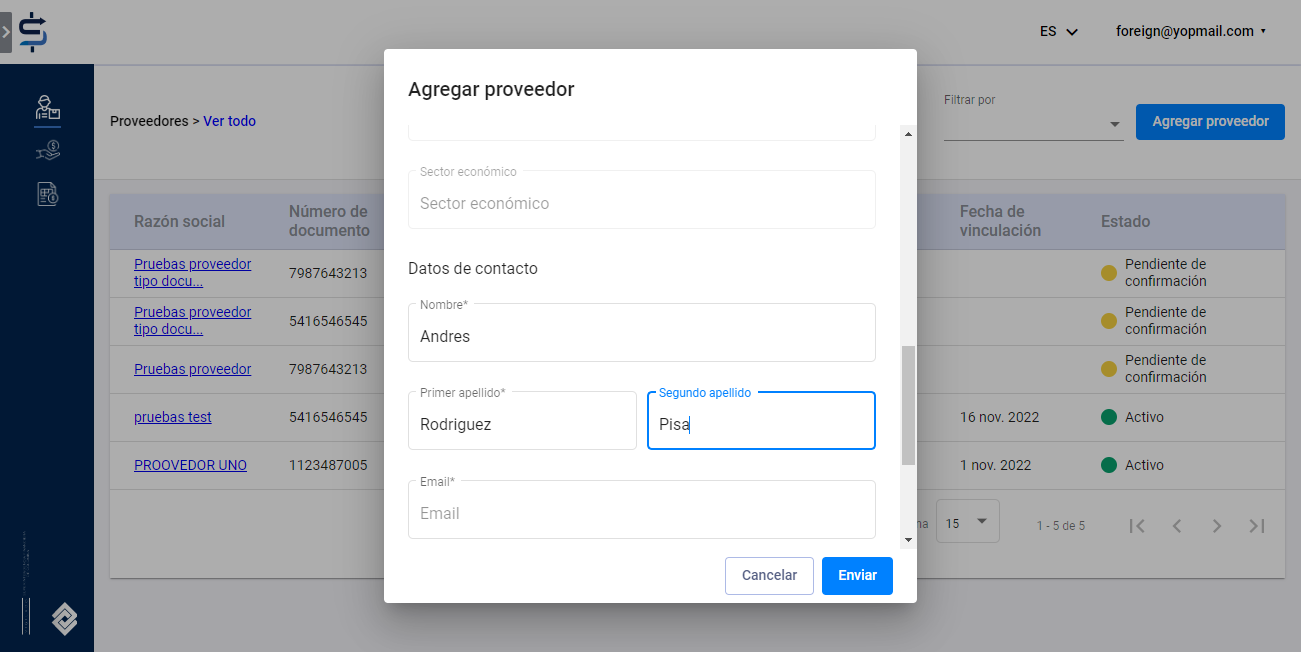 ES
foreign@yopmail.com
Agregar proveedor
Proveedores > Ver todo
Filtrar por
Agregar proveedor
Razón social
Número de
documento
Fecha de
vinculación
Estado
Pruebas proveedor
tipo docu...
7987643213
Pendiente de
confirmación
Pruebas proveedor
tipo docu...
5416546545
Pendiente de
confirmación
Pruebas proveedor
7987643213
Pendiente de
confirmación
pruebas test
5416546545
16 nov. 2022
Activo
PROOVEDOR UNO
1123487005
1 nov. 2022
Activo
15
1 - 5 de 5
Sector económico
Sector económico
Datos de contacto
Nombre*
Andres
Primer apellido*
Rodriguez
Segundo apellido
Pisa
Email*
Email
Cancelar
Enviar